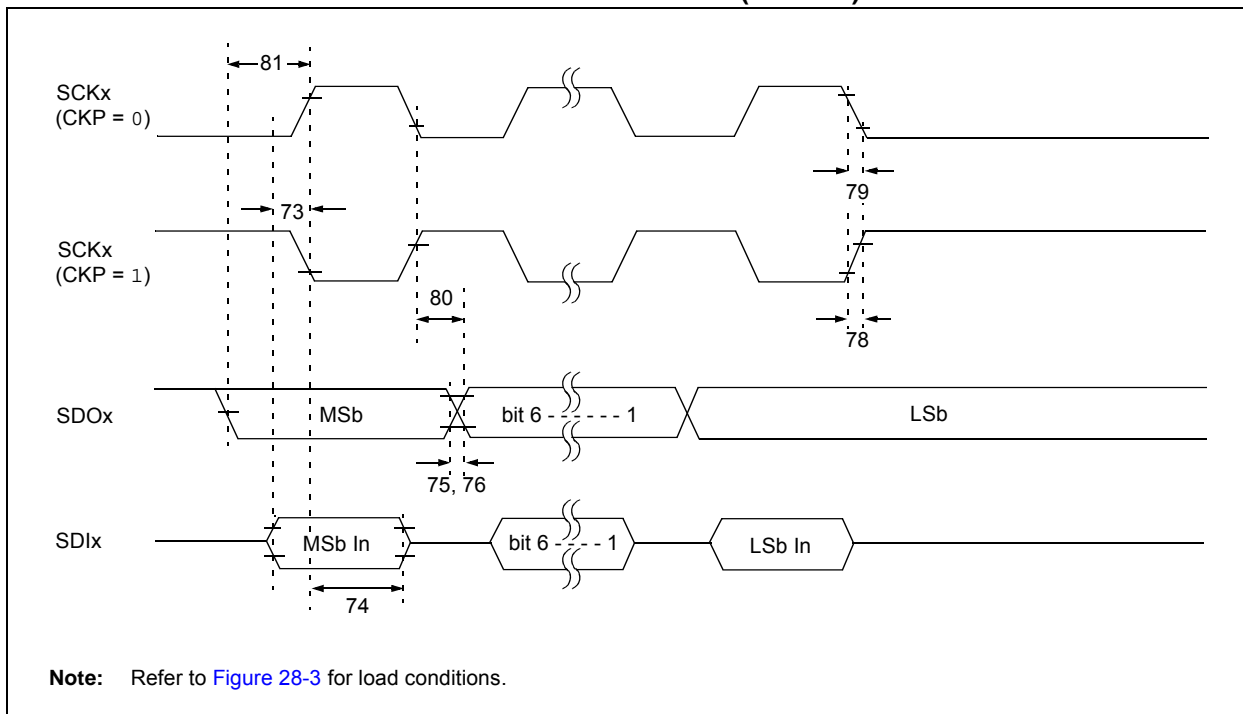 81
SCKx
(CKP = 0)
79
73
SCKx
(CKP = 1)
80
78
SDOx
MSb
bit 6 - - - - - - 1
LSb
75, 76
SDIx
MSb In
bit 6 - - - - 1
LSb In
74
Note: Refer to Figure 28-3 for load conditions.